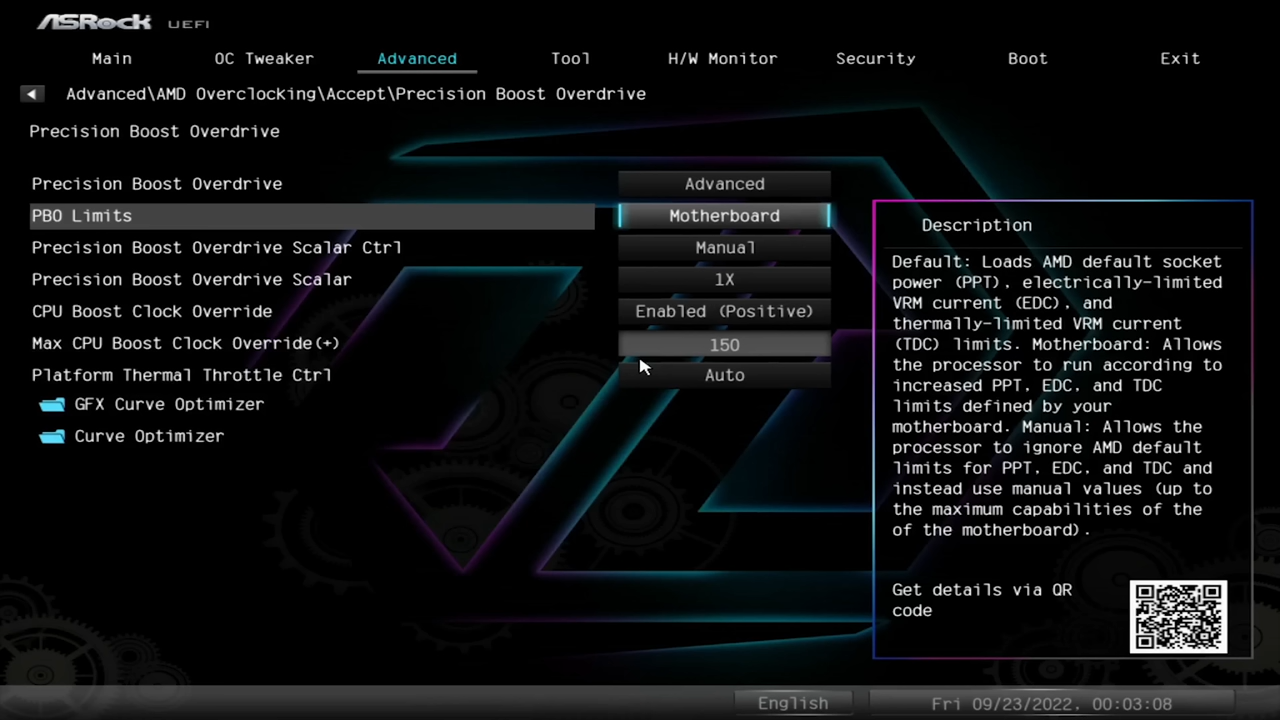 ASRock UEFI
Main OC Tweaker Advanced Tool H/W Monitor Security Boot Exit
Advanced\AMD Overclocking\Accept\Precision Boost Overdrive
Precision Boost Overdrive
Precision Boost Overdrive Advanced
PBO Limits Motherboard
Precision Boost Overdrive Scalar Ctrl Manual
Precision Boost Overdrive Scalar 1X
CPU Boost Clock Override Enabled (Positive)
Max CPU Boost Clock Override(+) 150
Platform Thermal Throttle Ctrl Auto
GFX Curve Optimizer
Curve Optimizer
Description
Default: Loads AMD default socket
power (PPT), electrically-limited
VRM current (EDC), and
thermally-limited VRM current
(TDC) limits. Motherboard: Allows
the processor to run according to
increased PPT, EDC, and TDC
limits defined by your
motherboard. Manual: Allows the
processor to ignore AMD default
limits for PPT, EDC, and TDC and
instead use manual values (up to
the maximum capabilities of the
of the motherboard).
Get details via QR
code
English Fri 09/23/2022, 00:03:08